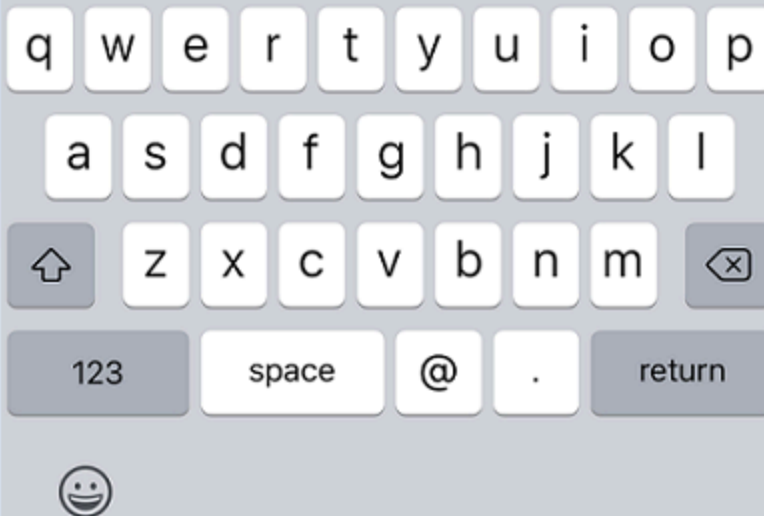 q w e r t y u i o p
a s d f g h j k l
z x c v b n m
123 space @ . return